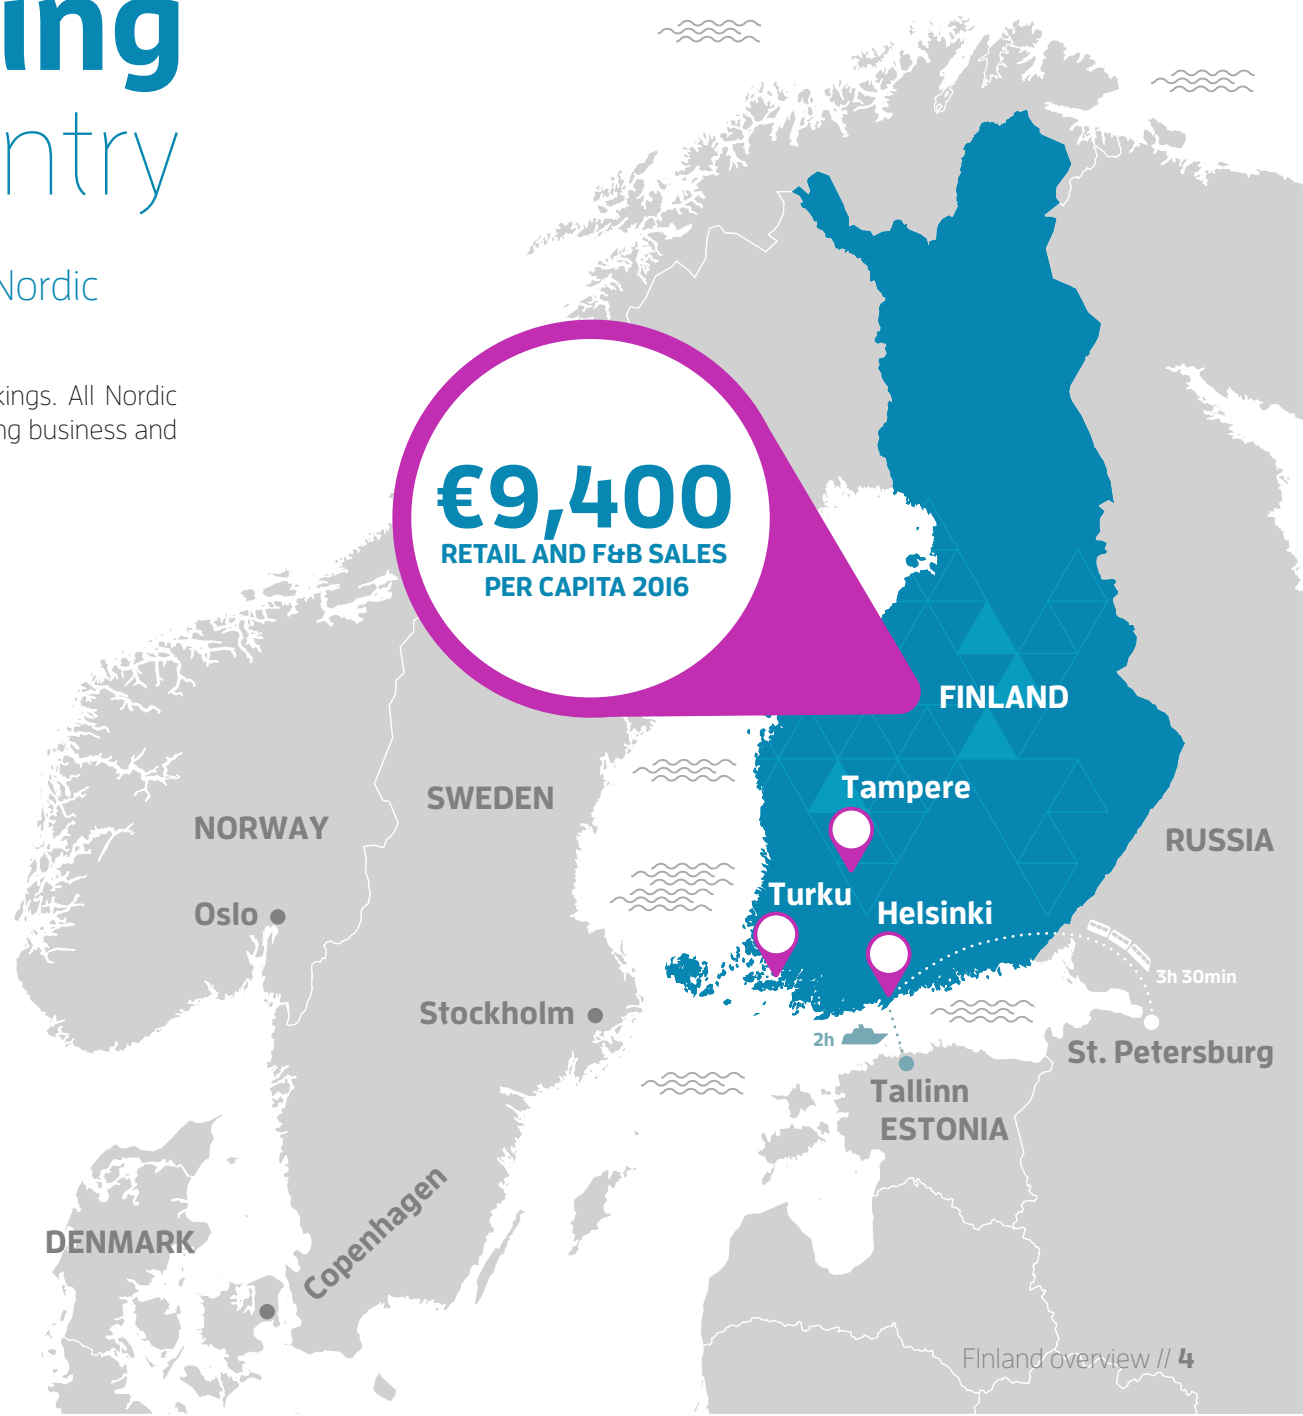 ing
ntry
Nordic
kings. All Nordic
ng business and
€9,400
RETAIL AND F&B SALES
PER CAPITA 2016
FINLAND
Tampere
SWEDEN
NORWAY
RUSSIA
Turku
Helsinki
Oslo
3h 30min
Stockholm
2h
St. Petersburg
Tallinn
ESTONIA
Copenhagen
DENMARK
FInland overview // 4